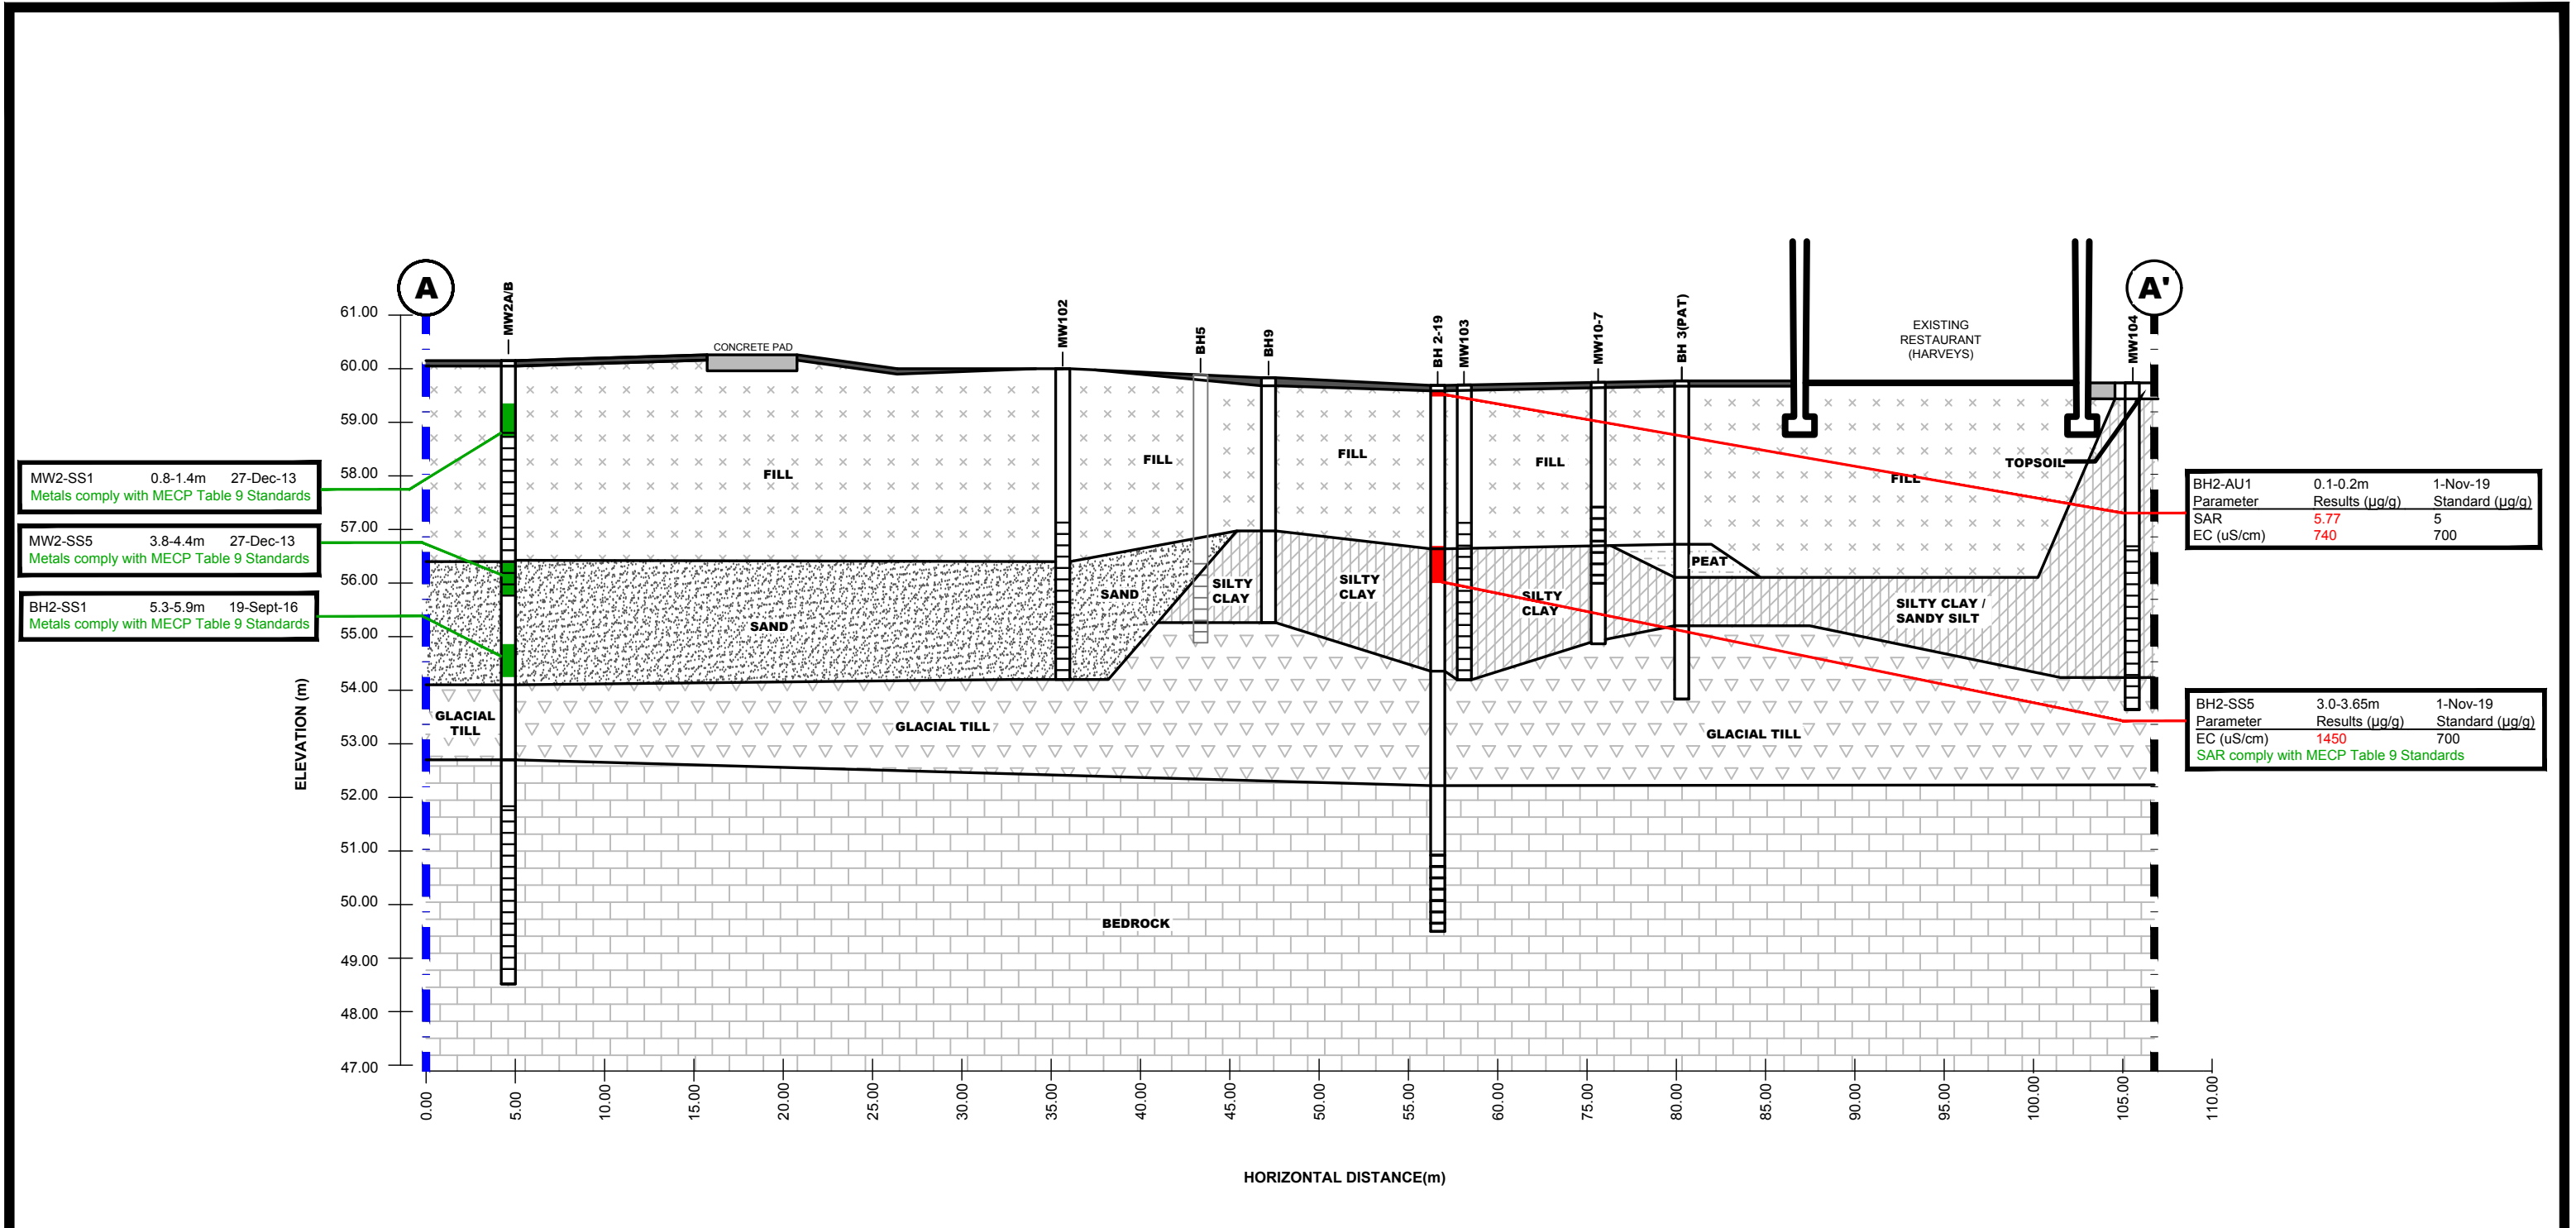 A
A'
MW2A/B
CONCRETE PAD
MW102
BH5
BH9
BH 2-19
MW103
MW10-7
BH 3(PAT)
EXISTING
RESTAURANT
(HARVEYS)
MW104
61.00
60.00
59.00
58.00
57.00
56.00
55.00
54.00
53.00
52.00
51.00
50.00
49.00
48.00
47.00
ELEVATION (m)
MW2-SS1 0.8-1.4m 27-Dec-13
Metals comply with MECP Table 9 Standards
MW2-SS5 3.8-4.4m 27-Dec-13
Metals comply with MECP Table 9 Standards
BH2-SS1 5.3-5.9m 19-Sept-16
Metals comply with MECP Table 9 Standards
FILL
FILL
FILL
FILL
FILL
TOPSOIL
SAND
SAND
SILTY
CLAY
SILTY
CLAY
SILTY
CLAY
PEAT
SILTY CLAY /
SANDY SILT
GLACIAL
TILL
GLACIAL TILL
GLACIAL TILL
BEDROCK
BH2-AU1 0.1-0.2m 1-Nov-19
Parameter Results (µg/g) Standard (µg/g)
SAR 5.77 5
EC (uS/cm) 740 700
BH2-SS5 3.0-3.65m 1-Nov-19
Parameter Results (µg/g) Standard (µg/g)
EC (uS/cm) 1450 700
SAR comply with MECP Table 9 Standards
0.00
5.00
10.00
15.00
20.00
25.00
30.00
35.00
40.00
45.00
50.00
55.00
60.00
75.00
80.00
85.00
90.00
95.00
100.00
105.00
110.00
HORIZONTAL DISTANCE(m)